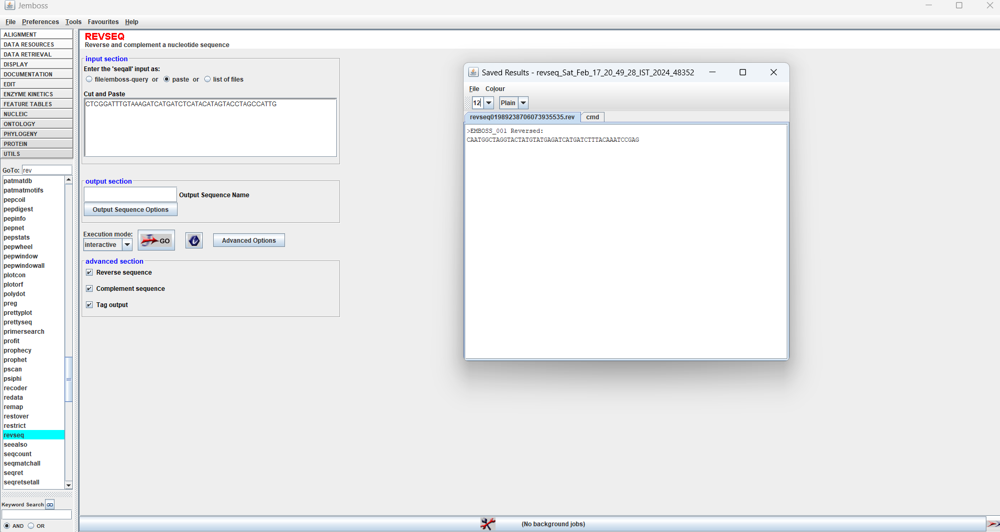 Jemboss
File Preferences Tools Favourites Help
ALIGNMENT
DATA RESOURCES
DATA RETRIEVAL
DISPLAY
DOCUMENTATION
EDIT
ENZYME KINETICS
FEATURE TABLES
NUCLEIC
ONTOLOGY
PHYLOGENY
PROTEIN
UTILS
GoTo: rev
patmatdb
patmatmotifs
pepcoil
pepdigest
pepinfo
pepnet
pepstats
pepwheel
pepwindow
pepwindowall
plotcon
plotorf
polydot
preg
prettyplot
prettyseq
primersearch
profit
prophecy
prophet
pscan
psiphi
recoder
redata
remap
restover
restrict
revseq
seealso
seqcount
seqmatchall
seqret
seqretsetall
Keyword Search GO
AND OR
REVSEQ
Reverse and complement a nucleotide sequence
input section
Enter the 'seqall' input as:
file/emboss-query or paste or list of files
Cut and Paste
CTCGGATTTGTAAAGATCATGATCTCATACATAGTACCTAGCCATTG
output section
Output Sequence Name
Output Sequence Options
Execution mode:
interactive GO i Advanced Options
advanced section
Reverse sequence
Complement sequence
Tag output
Saved Results - revseq_Sat_Feb_17_20_49_28_IST_2024_48352
File Colour
12 Plain
revseq01989238706073935535.rev cmd
>EMBOSS_001 Reversed:
CAATGGCTAGGTACTATGTATGAGATCATGATCTTTACAAATCCGAG
(No background jobs)